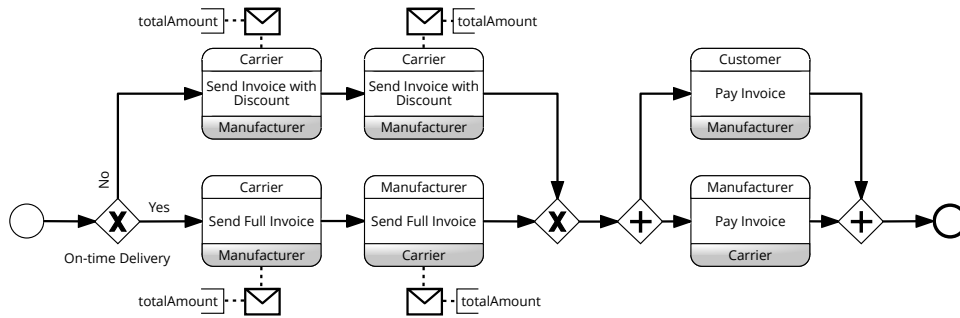 totalAmount
totalAmount
Carrier
Send Invoice with
Discount
Manufacturer
Carrier
Send Invoice with
Discount
Manufacturer
Customer
Pay Invoice
Manufacturer
No
Yes
On-time Delivery
Carrier
Send Full Invoice
Manufacturer
Manufacturer
Send Full Invoice
Carrier
Manufacturer
Pay Invoice
Carrier
totalAmount
totalAmount